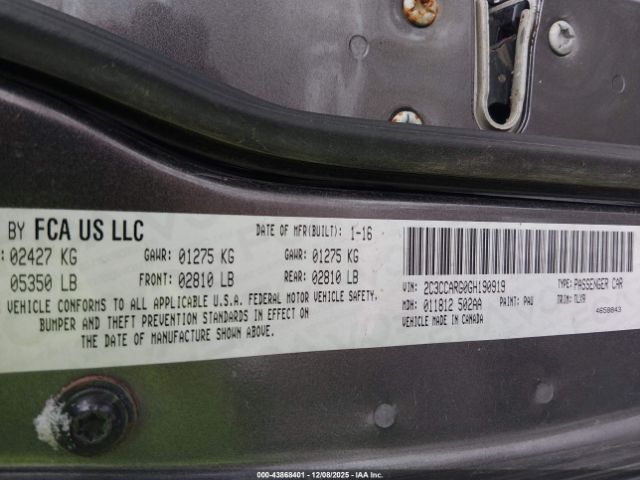 BY FCA US LLC
DATE OF MFR(BUILT): 1-16
02427 KG GAWR: 01275 KG GAWR: 01275 KG
05350 LB FRONT: 02810 LB REAR: 02810 LB
VEHICLE CONFORMS TO ALL APPLICABLE U.S.A. FEDERAL MOTOR VEHICLE SAFETY,
BUMPER AND THEFT PREVENTION STANDARDS IN EFFECT ON
THE DATE OF MANUFACTURE SHOWN ABOVE.
VIN: 2C3CCARG0GH190919 TYPE: PASSENGER CAR
MDH: 011812 502AA PAINT: PAU TRIM: TLX9
VEHICLE MADE IN CANADA 4658843
000-43868401 - 12/08/2025 - IAA Inc.